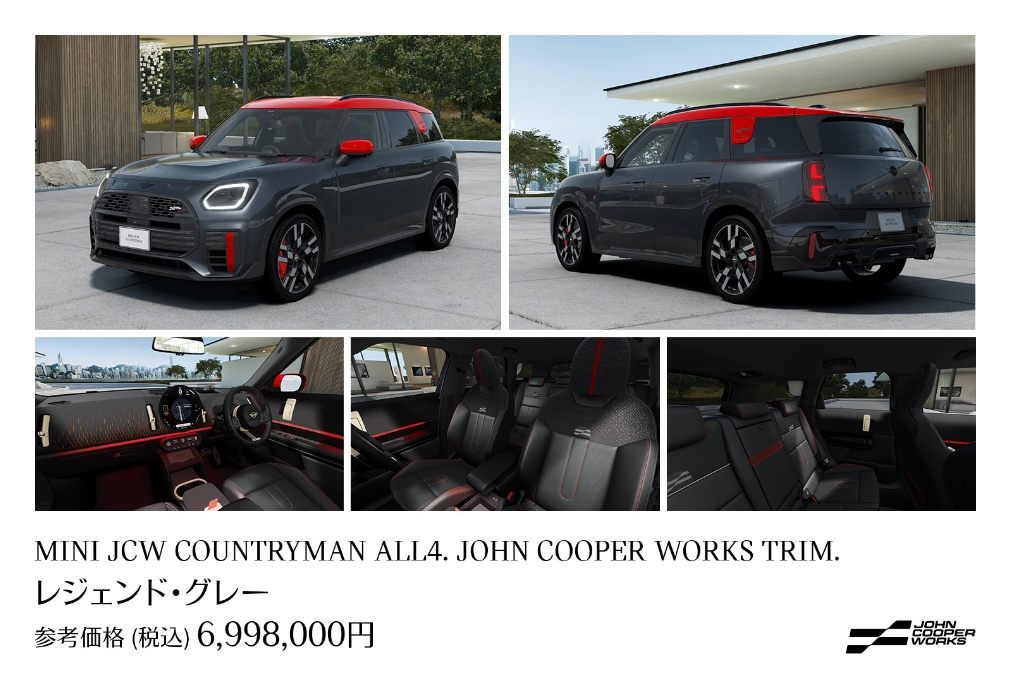 MINI JCW COUNTRYMAN ALL4. JOHN COOPER WORKS TRIM.
レジェンド・グレー
参考価格 (税込) 6,998,000円
JOHN
COOPER
WORKS